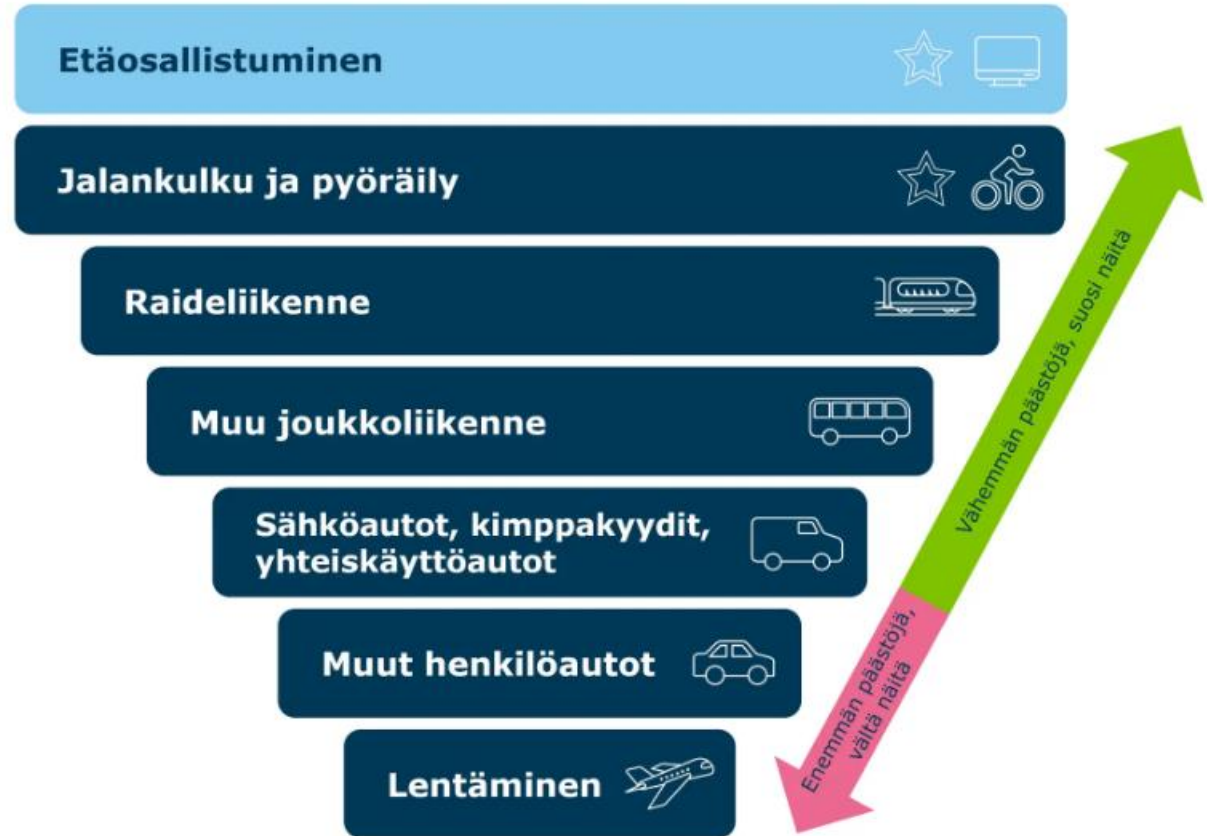 Etäosallistuminen
Jalankulku ja pyöräily
Raideliikenne
Muu joukkoliikenne
Sähköautot, kimppakyydit,
yhteiskäyttöautot
Muut henkilöautot
Lentäminen
Vähemmän päästöjä, suosi näitä
Enemmän päästöjä,
vältä näitä